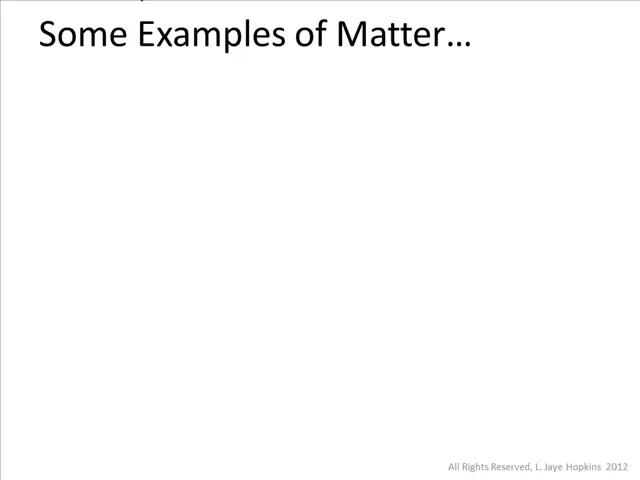 Some Examples of Matter…
All Rights Reserved, L. Jaye Hopkins 2012